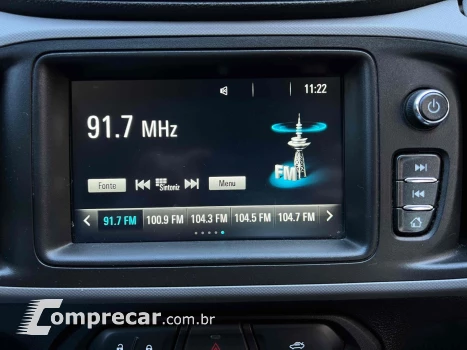 11:22
91.7 MHz
FM
Fonte Sintoniz Menu
91.7 FM 100.9 FM 104.3 FM 104.5 FM 104.7 FM
Comprecar.com.br